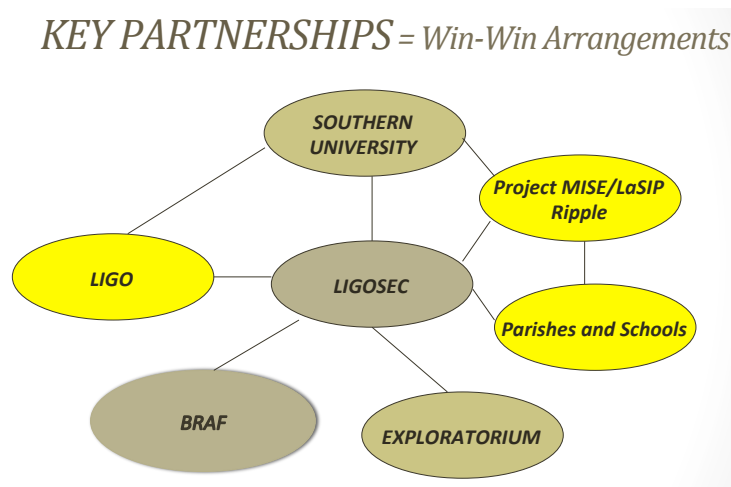 KEY PARTNERSHIPS = Win-Win Arrangements
SOUTHERN
UNIVERSITY
Project MISE/LaSIP
Ripple
LIGO
LIGOSEC
Parishes and Schools
BRAF
EXPLORATORIUM